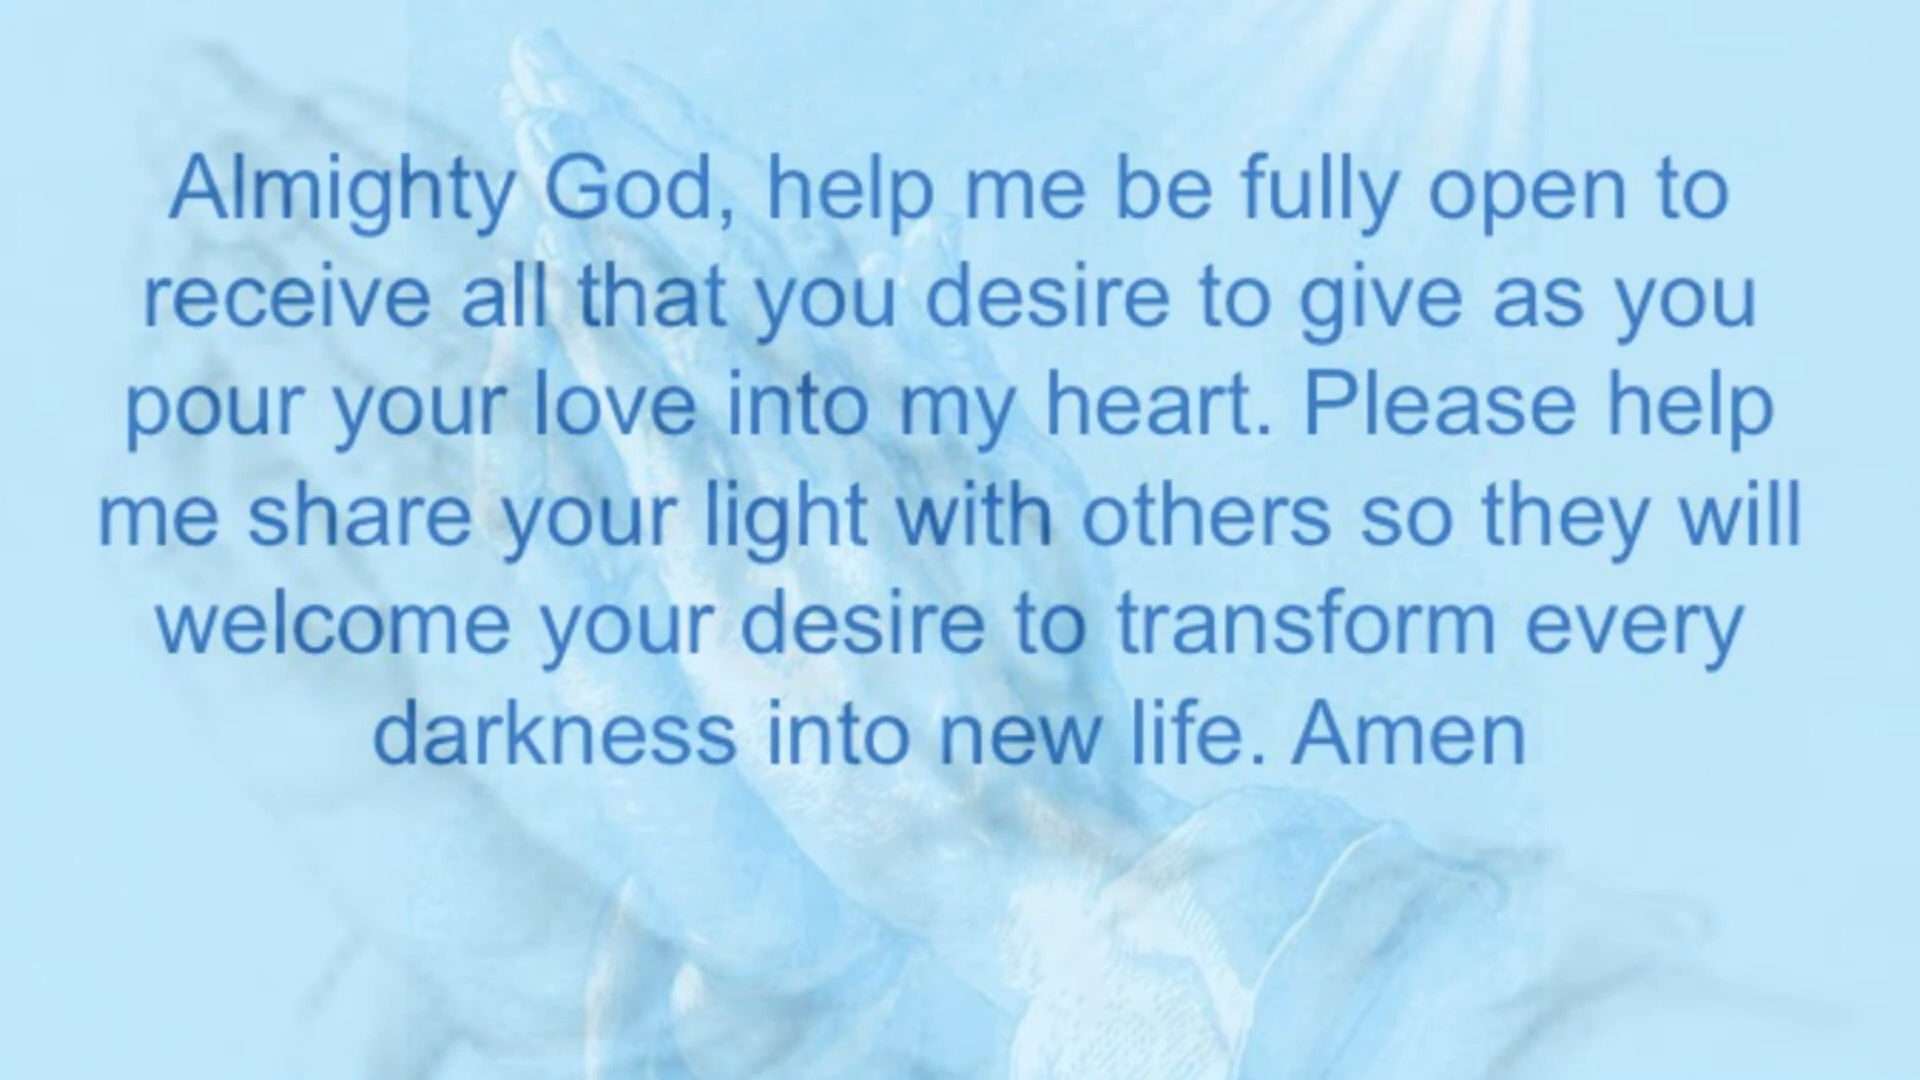 Almighty God, help me be fully open to
receive all that you desire to give as you
pour your love into my heart. Please help
me share your light with others so they will
welcome your desire to transform every
darkness into new life. Amen